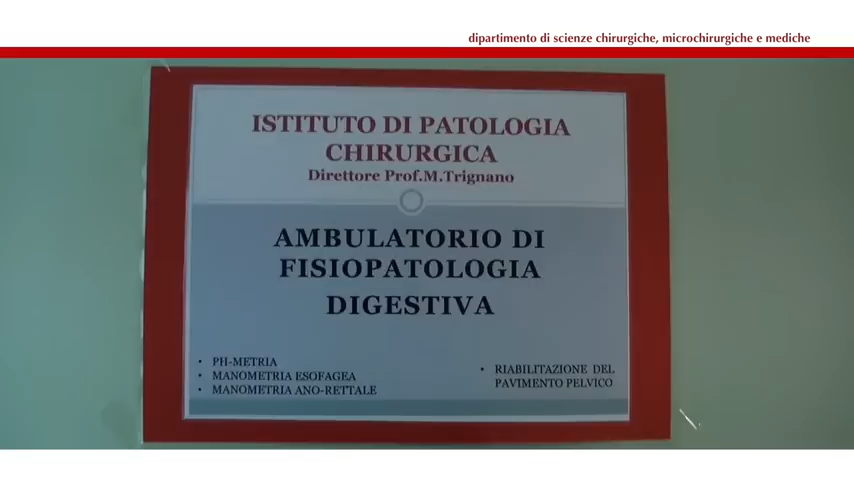 dipartimento di scienze chirurgiche, microchirurgiche e mediche
ISTITUTO DI PATOLOGIA
CHIRURGICA
Direttore Prof.M.Trignano
AMBULATORIO DI
FISIOPATOLOGIA
DIGESTIVA
• PH-METRIA
• MANOMETRIA ESOFAGEA
• MANOMETRIA ANO-RETTALE
• RIABILITAZIONE DEL
PAVIMENTO PELVICO